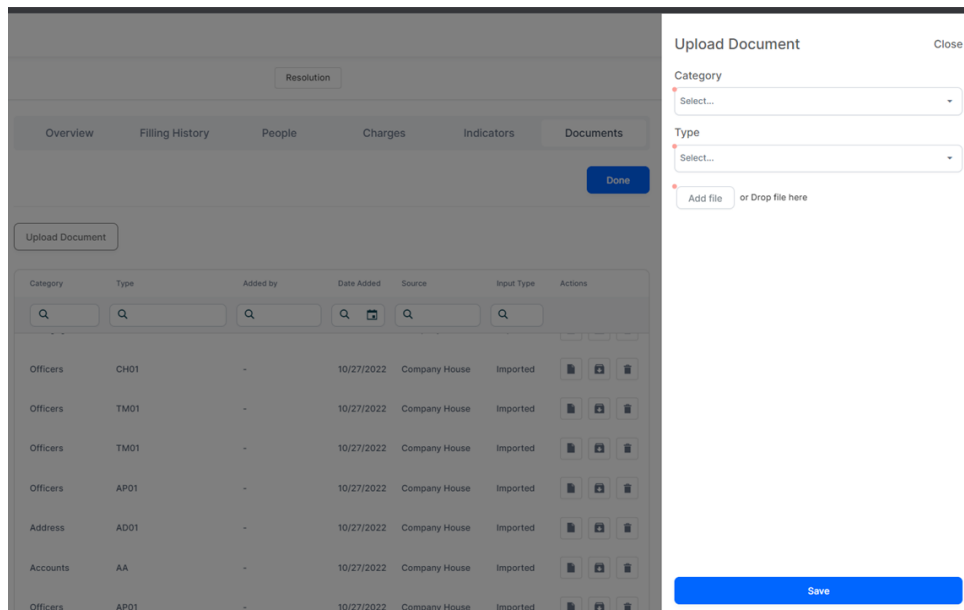 Upload Document Close
Category
Select...
Type
Select...
Add file or Drop file here
Save
Resolution
Overview Filling History People Charges Indicators Documents
Done
Upload Document
Category Type Added by Date Added Source Input Type Actions
Officers CH01 - 10/27/2022 Company House Imported
Officers TM01 - 10/27/2022 Company House Imported
Officers TM01 - 10/27/2022 Company House Imported
Officers AP01 - 10/27/2022 Company House Imported
Address AD01 - 10/27/2022 Company House Imported
Accounts AA - 10/27/2022 Company House Imported
Officers AP01 - 10/27/2022 Company House Imported